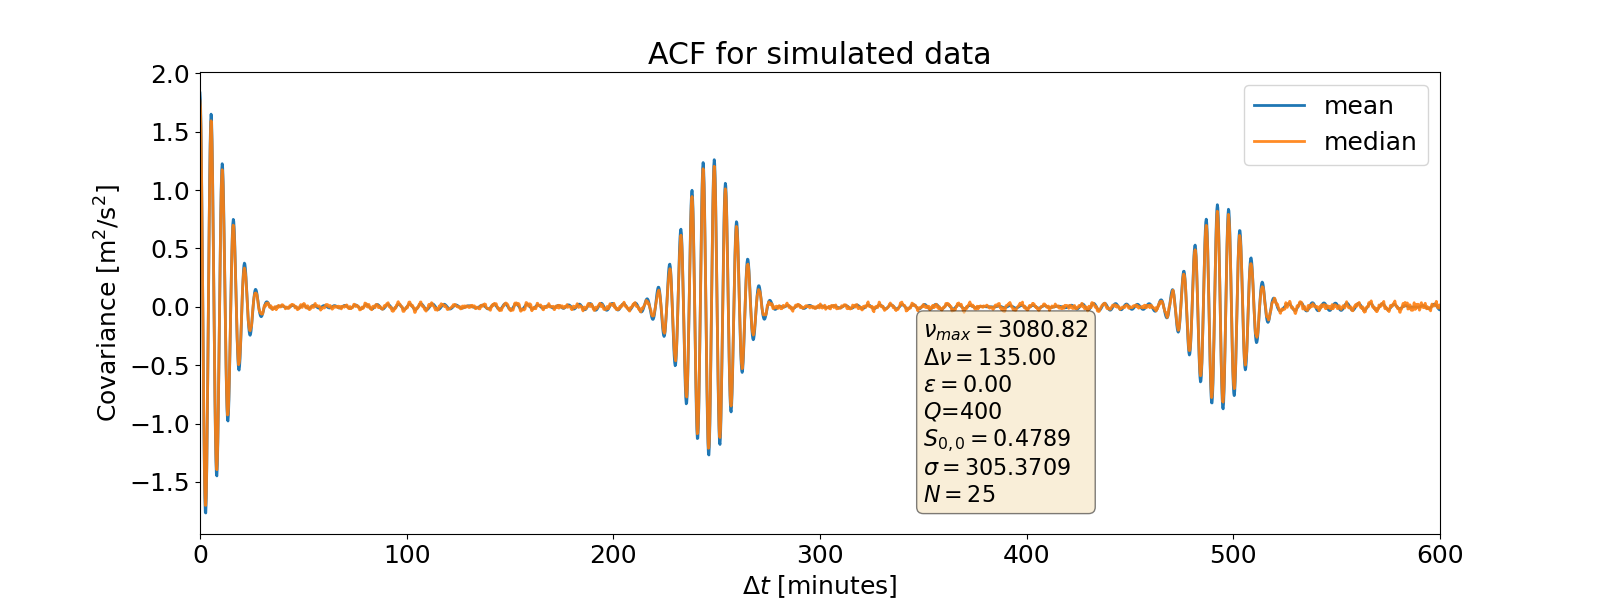 ACF for simulated data
Covariance [m²/s²]
2.0
1.5
1.0
0.5
0.0
−0.5
−1.0
−1.5
mean
median
ν_max = 3080.82
Δν = 135.00
ε = 0.00
Q=400
S_0,0 = 0.4789
σ = 305.3709
N = 25
0 100 200 300 400 500 600
Δt [minutes]